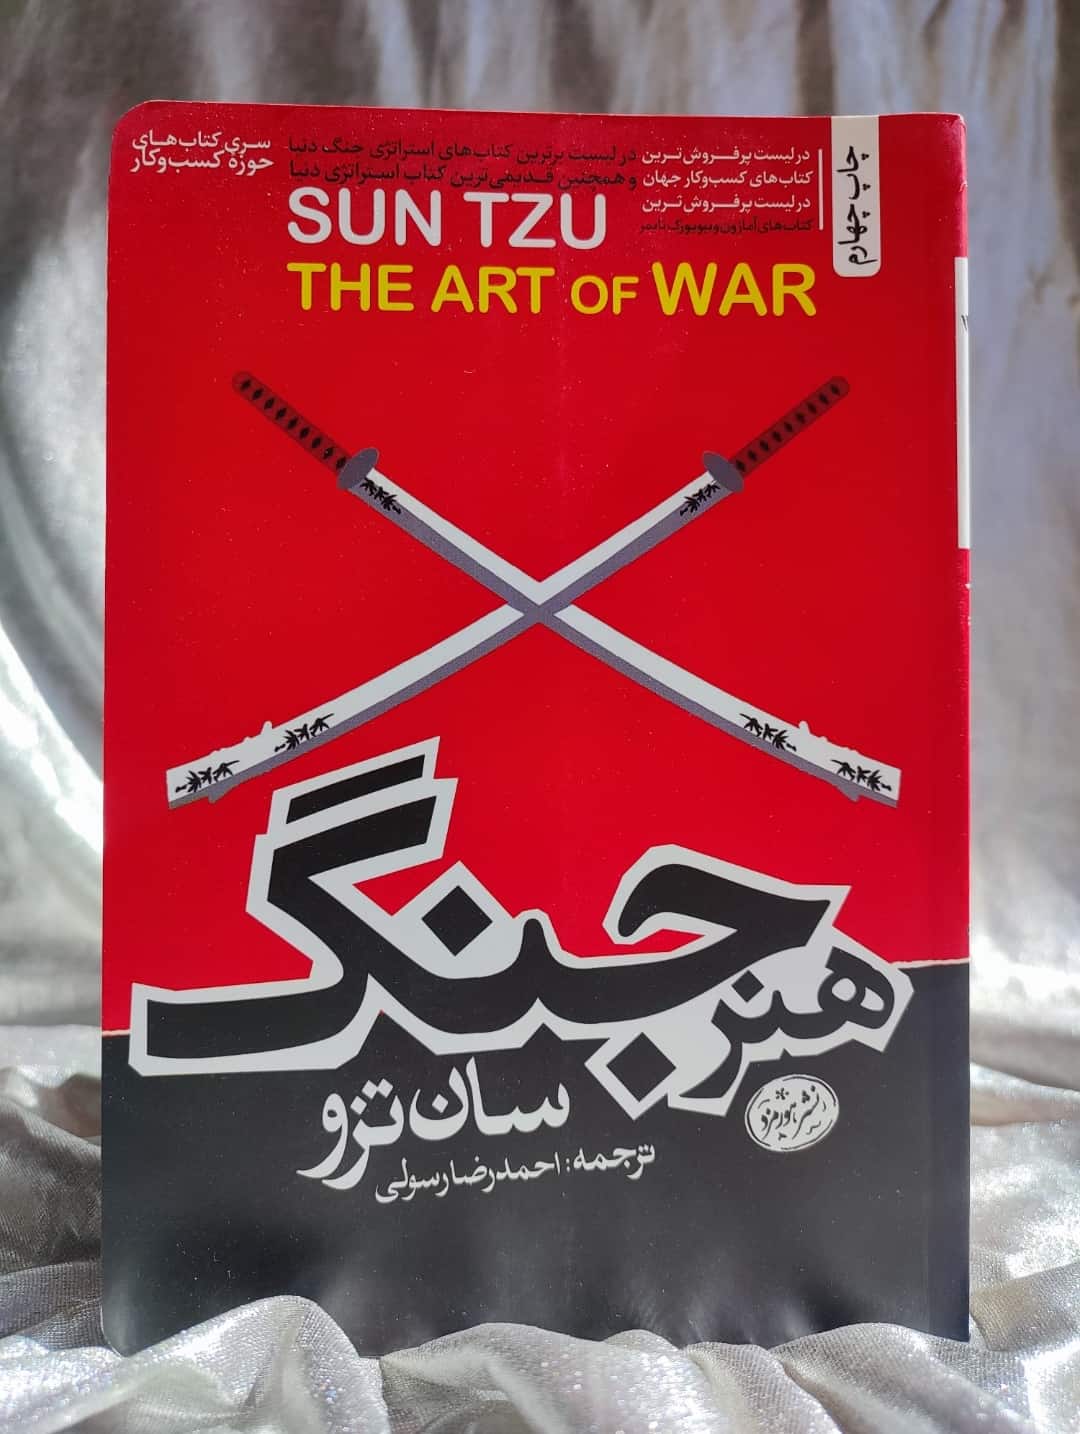 سری کتاب‌های
حوزه کسب‌وکار
در لیست پرفروش‌ترین
کتاب‌های کسب‌وکار جهان
در لیست پرفروش‌ترین
کتاب‌های آمازون و نیویورک تایمز
در لیست برترین کتاب‌های استراتژی جنگ دنیا
و همچنین قدیمی‌ترین کتاب استراتژی دنیا
چاپ چهارم
SUN TZU
THE ART OF WAR
هنر جنگ
سان تزو
ترجمه: احمدرضا رسولی
نشر هورمزد